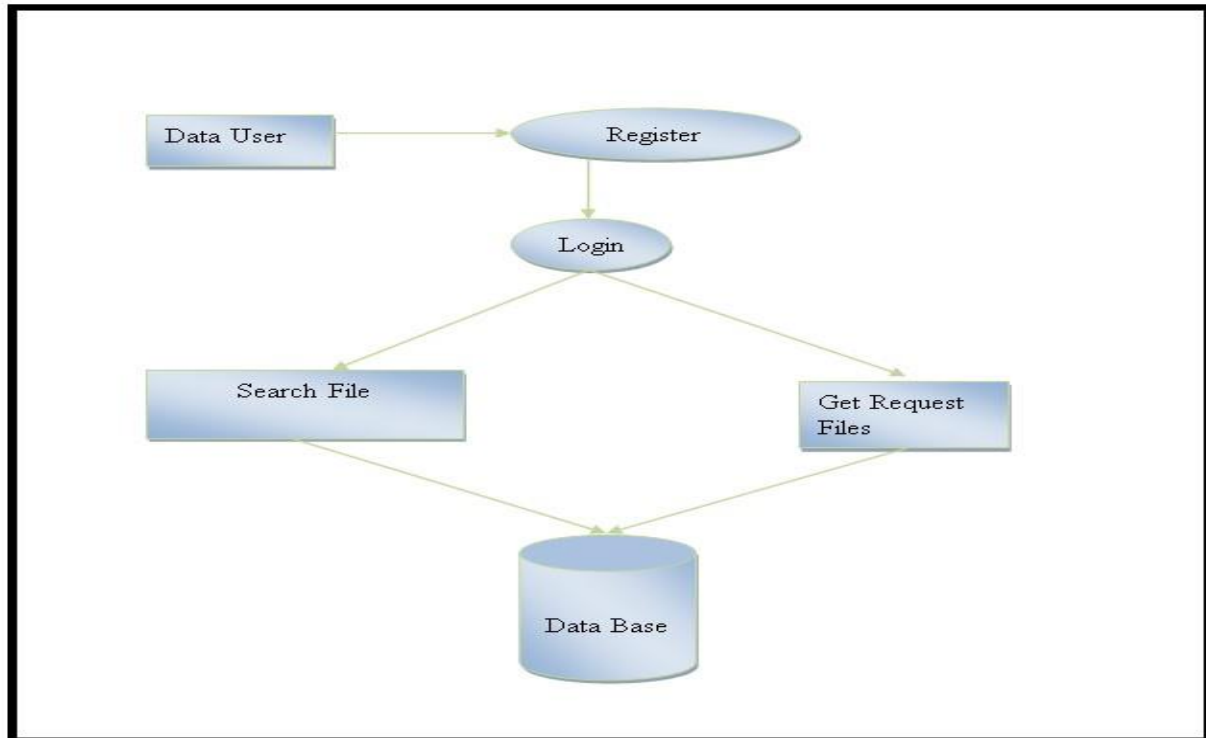 Data User
Register
Login
Search File
Get Request
Files
Data Base